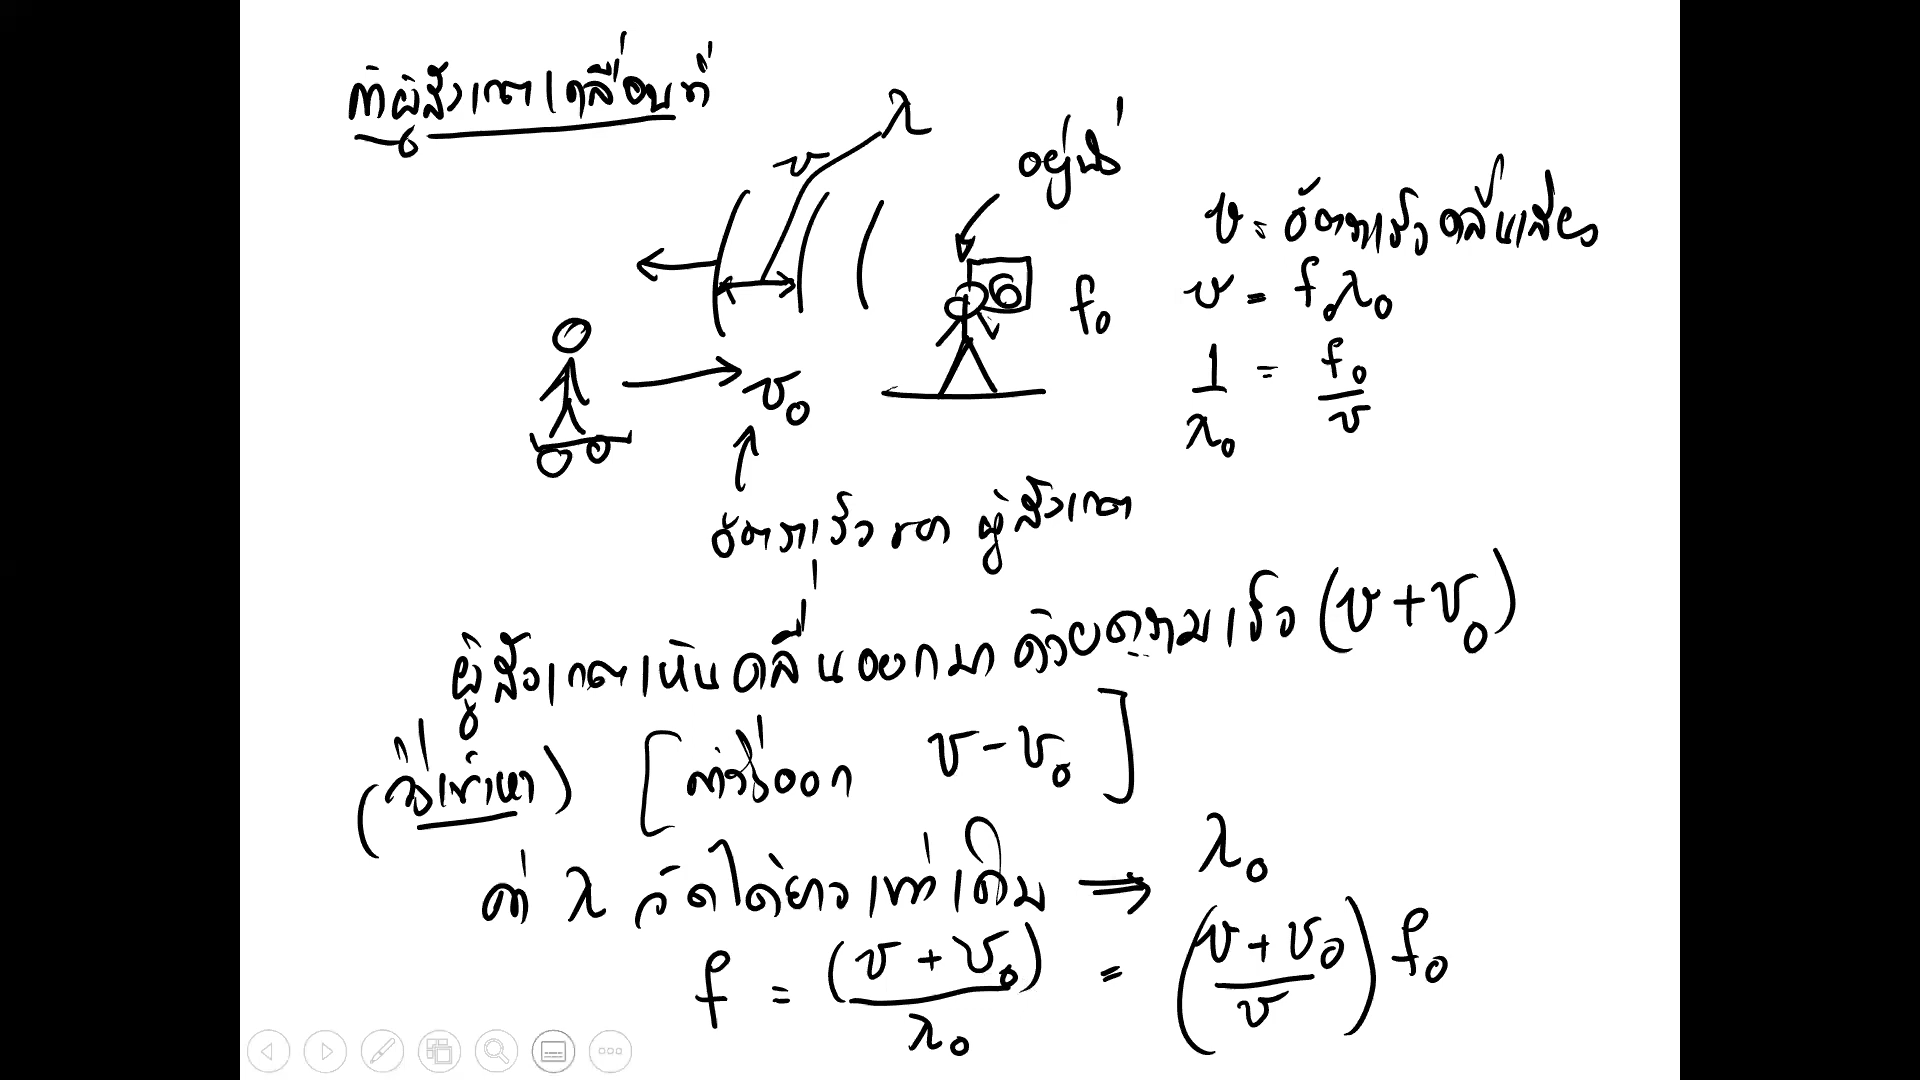 ถ้าผู้สังเกตเคลื่อนที่
λ
v
อยู่นิ่ง
v = อัตราเร็วคลื่นเสียง
f₀
v = f₀λ₀
1/λ₀ = f₀/v
v₀
อัตราเร็วของผู้สังเกต
ผู้สังเกตเห็นคลื่นออกมาด้วยความเร็ว (v + v₀)
(วิ่งเข้าหา) [ถ้าวิ่งออก v - v₀]
ค่า λ วัดได้ยาวเท่าเดิม ⇒ λ₀
f = (v + v₀)/λ₀ = ((v + v₀)/v) f₀